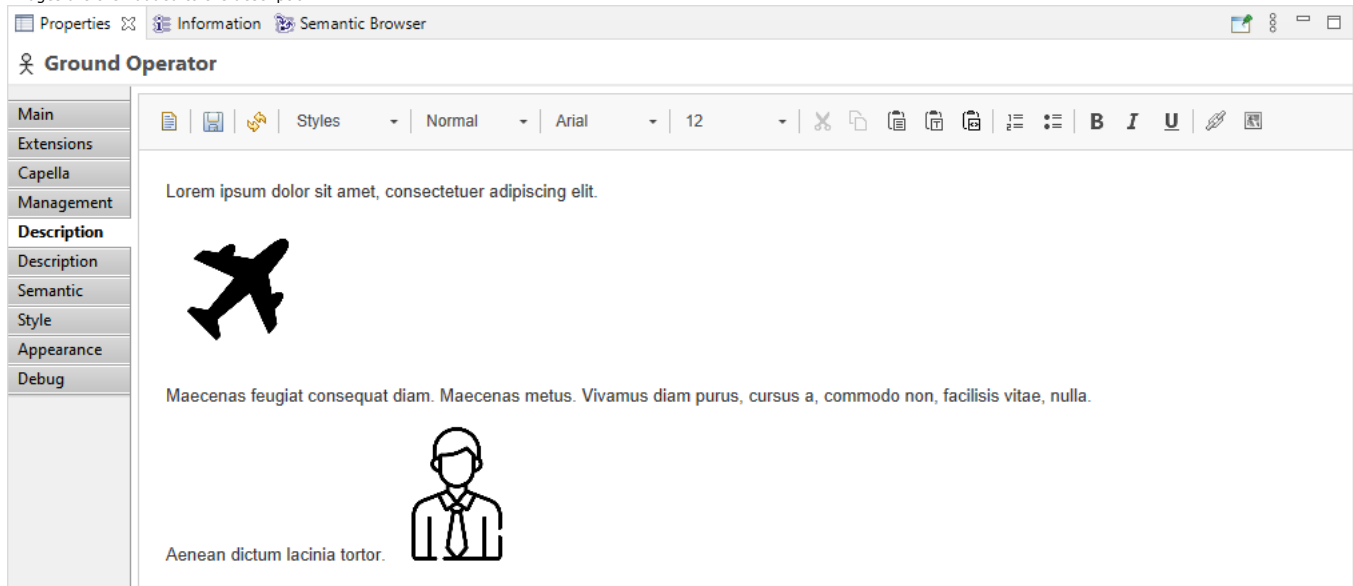 Properties Information Semantic Browser
Ground Operator
Main
Extensions
Capella
Management
Description
Description
Semantic
Style
Appearance
Debug
Styles Normal Arial 12 B I U
Lorem ipsum dolor sit amet, consectetuer adipiscing elit.
Maecenas feugiat consequat diam. Maecenas metus. Vivamus diam purus, cursus a, commodo non, facilisis vitae, nulla.
Aenean dictum lacinia tortor.